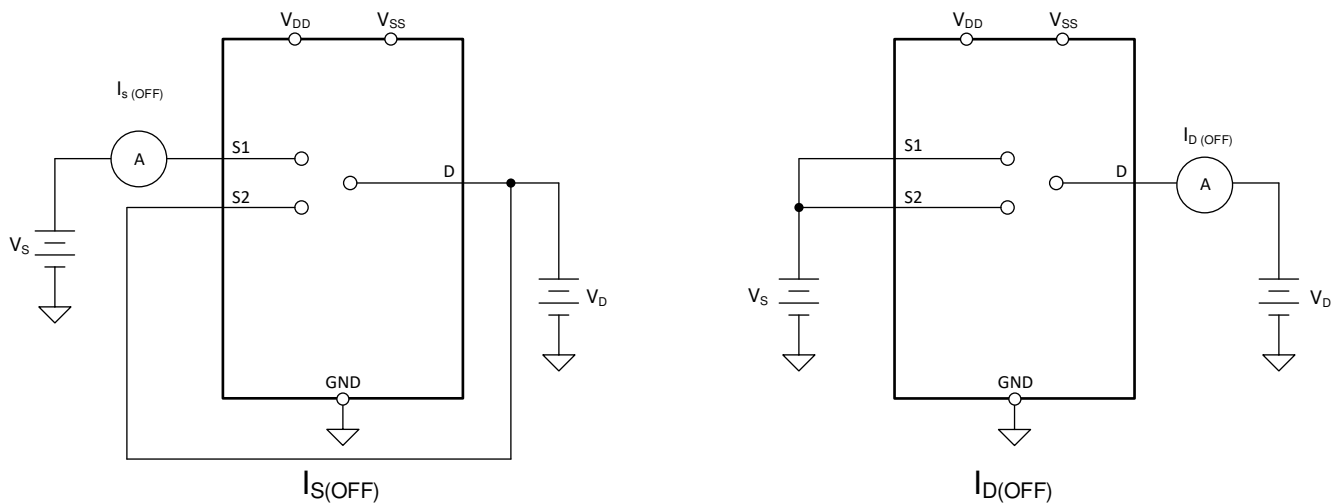 VDD VSS
IS (OFF)
A
S1
S2
D
VS
VD
GND
IS(OFF)
VDD VSS
ID (OFF)
S1
S2
D
A
VS
VD
GND
ID(OFF)